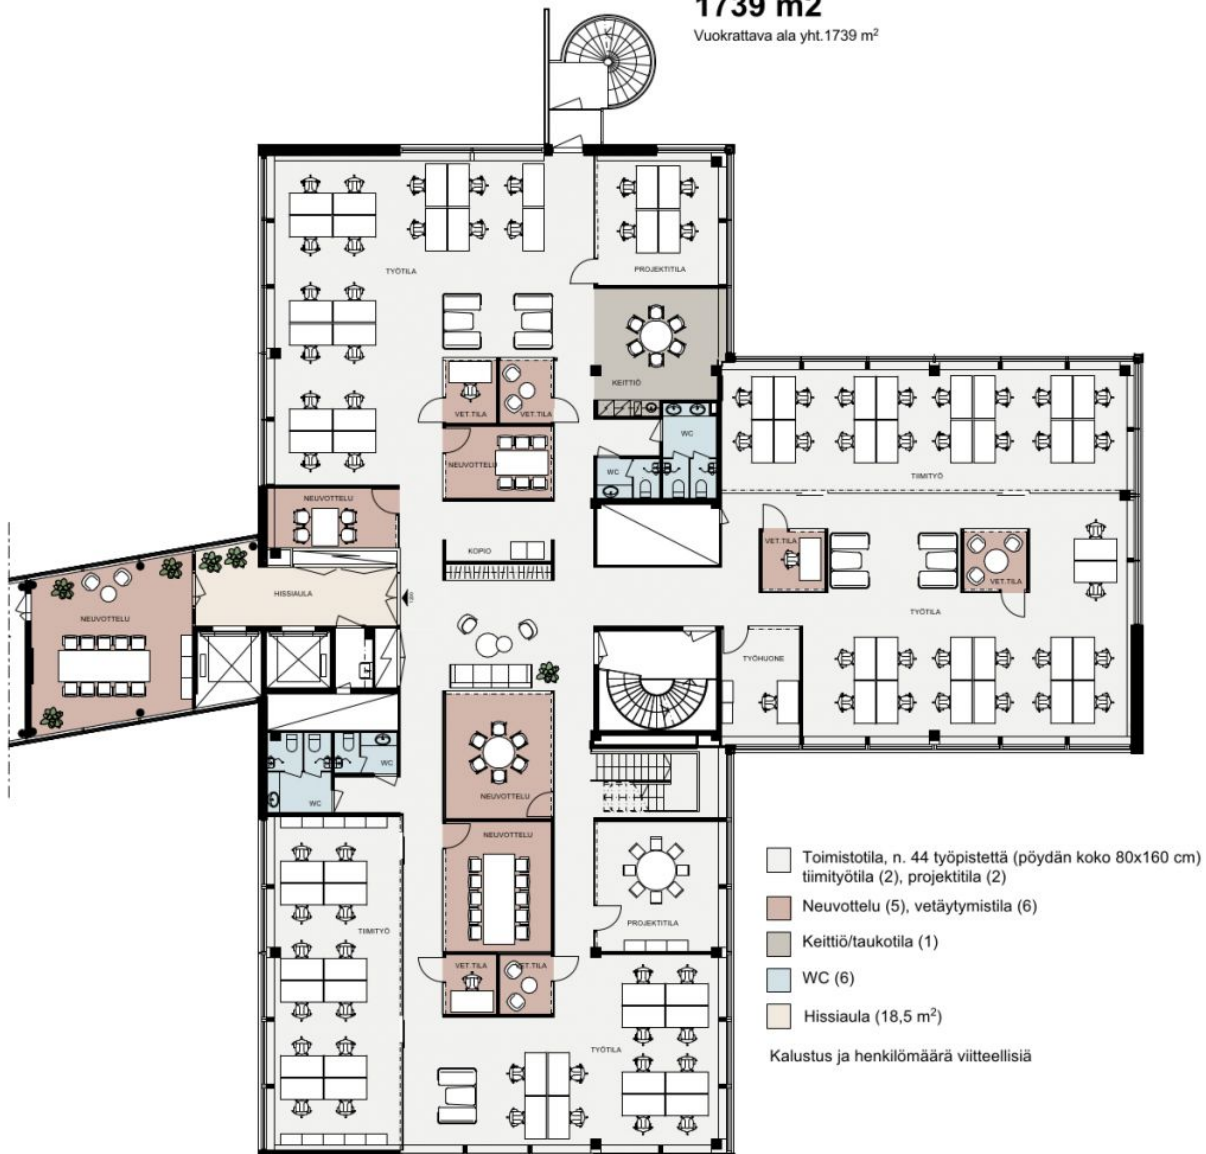 1739 m2
Vuokrattava ala yht.1739 m²
TYÖTILA
PROJEKTITILA
KEITTIÖ
VET.TILA
VET.TILA
WC
NEUVOTTELU
WC
TIIMITYÖ
NEUVOTTELU
KOPIO
VET.TILA
VET.TILA
HISSIAULA
TYÖTILA
NEUVOTTELU
TYÖHUONE
WC
NEUVOTTELU
WC
NEUVOTTELU
TIIMITYÖ
PROJEKTITILA
VET.TILA
VET.TILA
TYÖTILA
Toimistotila, n. 44 työpistettä (pöydän koko 80x160 cm)
tiimityötila (2), projektitila (2)
Neuvottelu (5), vetäytymistila (6)
Keittiö/taukotila (1)
WC (6)
Hissiaula (18,5 m²)
Kalustus ja henkilömäärä viitteellisiä